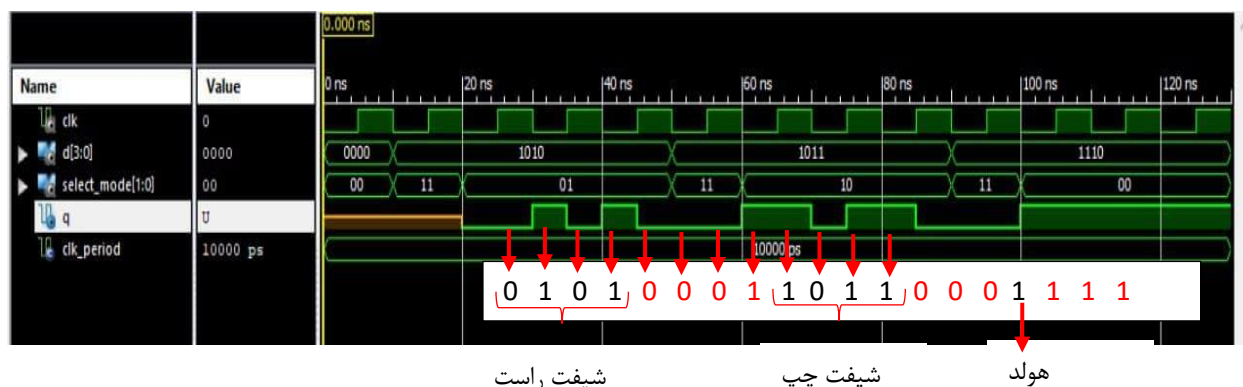 0.000 ns
Name Value 0 ns 20 ns 40 ns 60 ns 80 ns 100 ns 120 ns
clk 0
d[3:0] 0000 0000 1010 1011 1110
select_mode[1:0] 00 00 11 01 11 10 11 00
q U
clk_period 10000 ps 10000 ps
0 1 0 1 0 0 0 1 1 0 1 1 0 0 0 1 1 1 1
شیفت راست شیفت چپ هولد